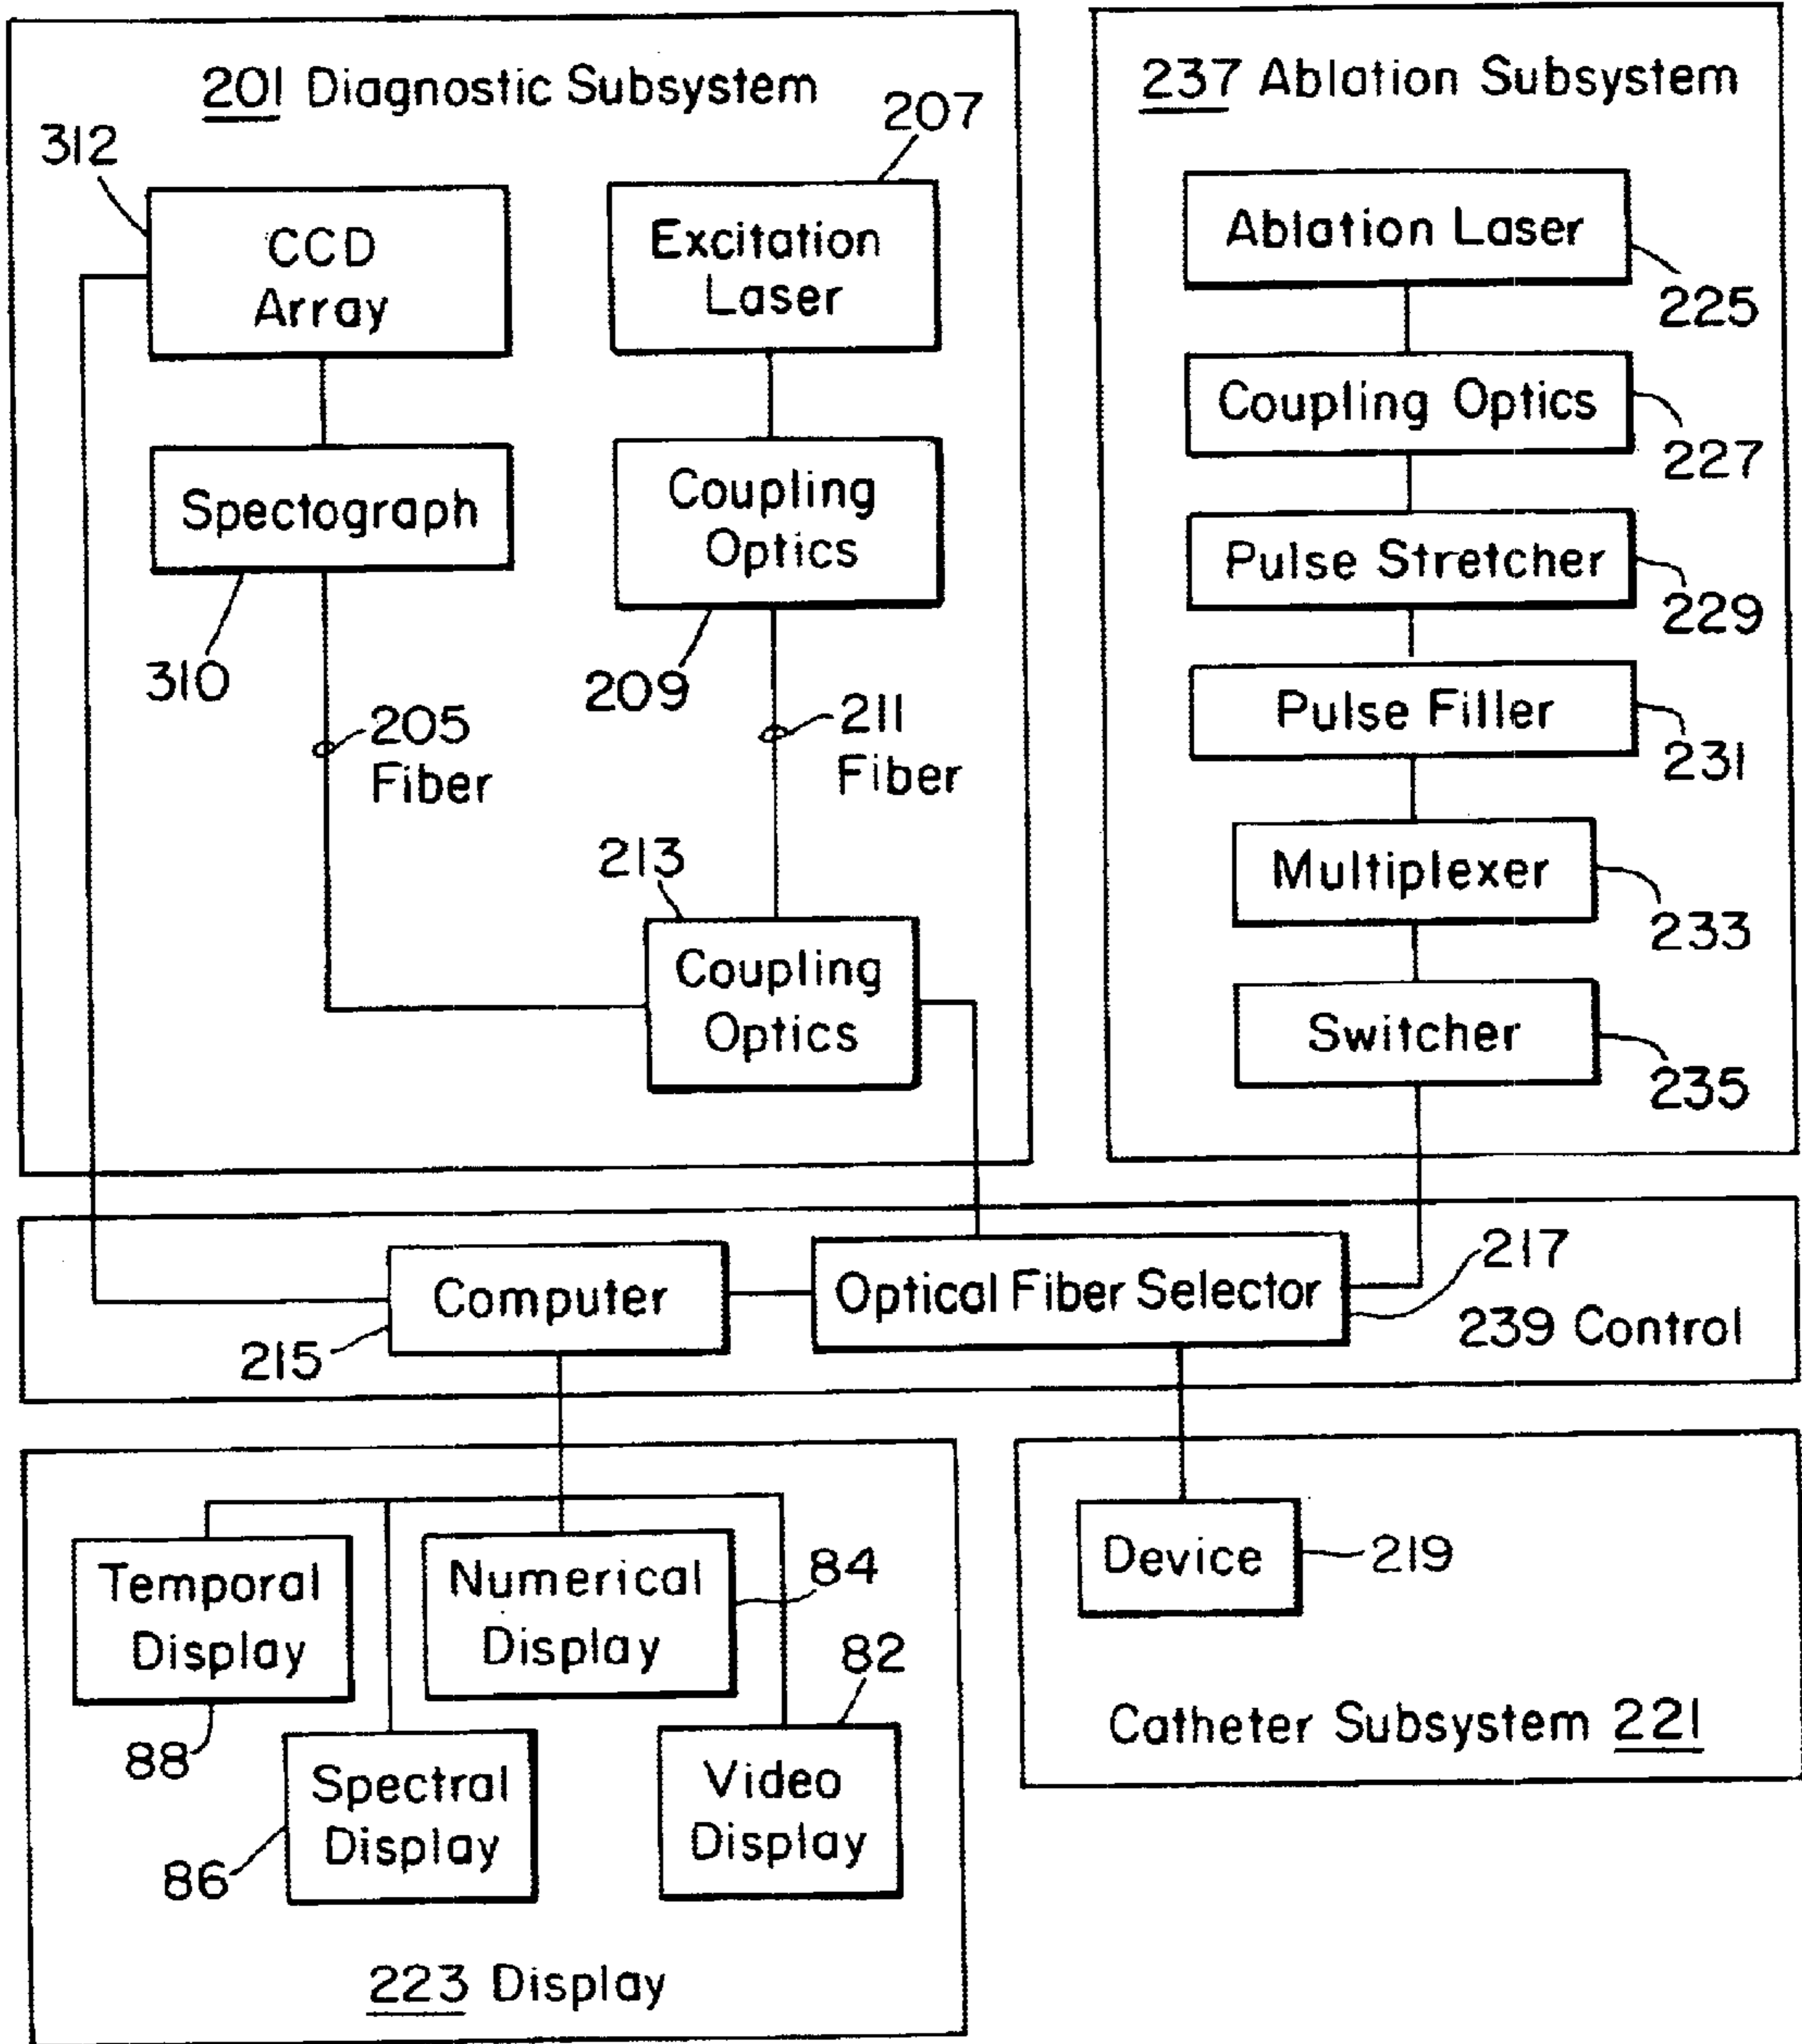 201 Diagnostic Subsystem
312
207
CCD
Array
Excitation
Laser
Spectograph
310
Coupling
Optics
209
205
Fiber
211
Fiber
213
Coupling
Optics
237 Ablation Subsystem
Ablation Laser
225
Coupling Optics
227
Pulse Stretcher
229
Pulse Filler
231
Multiplexer
233
Switcher
235
Computer
215
Optical Fiber Selector
217
239 Control
Temporal
Display
88
Numerical
Display
84
82
Spectral
Display
86
Video
Display
223 Display
Device
219
Catheter Subsystem 221